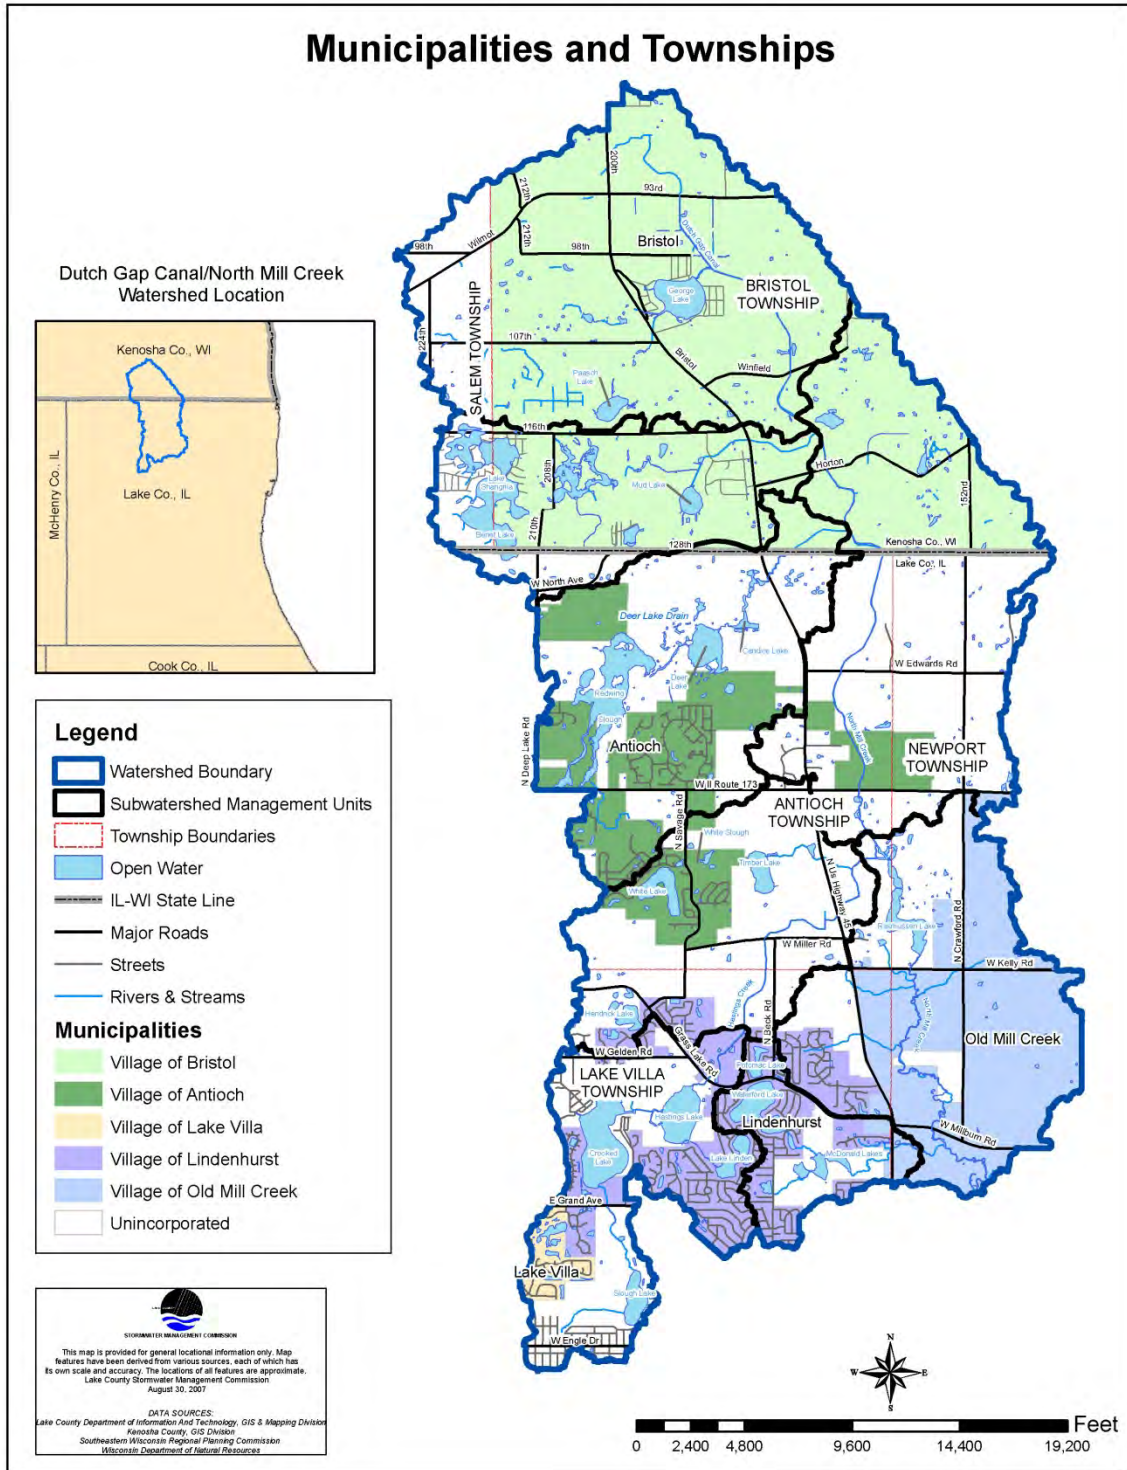 Municipalities and Townships
Dutch Gap Canal/North Mill Creek
Watershed Location
Kenosha Co., WI
McHenry Co., IL
Lake Co., IL
Cook Co., IL
Legend
Watershed Boundary
Subwatershed Management Units
Township Boundaries
Open Water
IL-WI State Line
Major Roads
Streets
Rivers & Streams
Municipalities
Village of Bristol
Village of Antioch
Village of Lake Villa
Village of Lindenhurst
Village of Old Mill Creek
Unincorporated
STORMWATER MANAGEMENT COMMISSION
This map is provided for general locational information only. Map
features have been derived from various sources, each of which has
its own scale and accuracy. The locations of all features are approximate.
Lake County Stormwater Management Commission
August 30, 2007
DATA SOURCES:
Lake County Department of Information And Technology, GIS & Mapping Division
Kenosha County, GIS Division
Southeastern Wisconsin Regional Planning Commission
Wisconsin Department of Natural Resources
200th
212th
93rd
212th
Wilmot
98th
98th
Bristol
Dutch Gap Canal
BRISTOL
TOWNSHIP
George
Lake
SALEM TOWNSHIP
224th
107th
Bristol
Winfield
Paasch
Lake
116th
208th
Horton
Lake
Shangrila
Mud Lake
152nd
210th
Benet Lake
128th
Kenosha Co., WI
Lake Co., IL
W North Ave
Deer Lake Drain
Candice Lake
W Edwards Rd
Deer
Lake
Redwing
Slough
N Deep Lake Rd
Antioch
North Mill Creek
NEWPORT
TOWNSHIP
W Il Route 173
ANTIOCH
TOWNSHIP
N Savage Rd
White Slough
Timber Lake
White Lake
N Us Highway 45
N Crawford Rd
Rasmussen Lake
W Miller Rd
W Kelly Rd
Hastings Creek
N Beck Rd
North Mill Creek
Hendrick Lake
Grass Lake Rd
Old Mill Creek
W Gelden Rd
Potomac Lake
LAKE VILLA
TOWNSHIP
Waterford Lake
Hastings Lake
Lindenhurst
W Millburn Rd
Crooked
Lake
Lake Linden
McDonald Lakes
E Grand Ave
Lake Villa
Slough Lake
W Engle Dr
N
W E
S
Feet
0 2,400 4,800 9,600 14,400 19,200